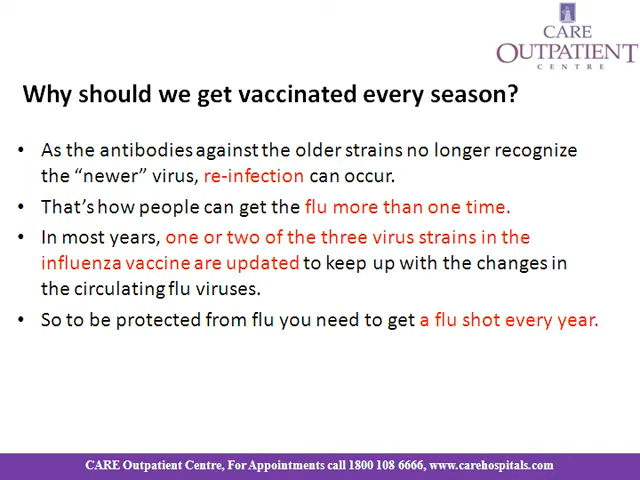 CARE
OUTPATIENT
CENTRE
Why should we get vaccinated every season?
• As the antibodies against the older strains no longer recognize
the “newer” virus, re-infection can occur.
• That’s how people can get the flu more than one time.
• In most years, one or two of the three virus strains in the
influenza vaccine are updated to keep up with the changes in
the circulating flu viruses.
• So to be protected from flu you need to get a flu shot every year.
CARE Outpatient Centre, For Appointments call 1800 108 6666, www.carehospitals.com